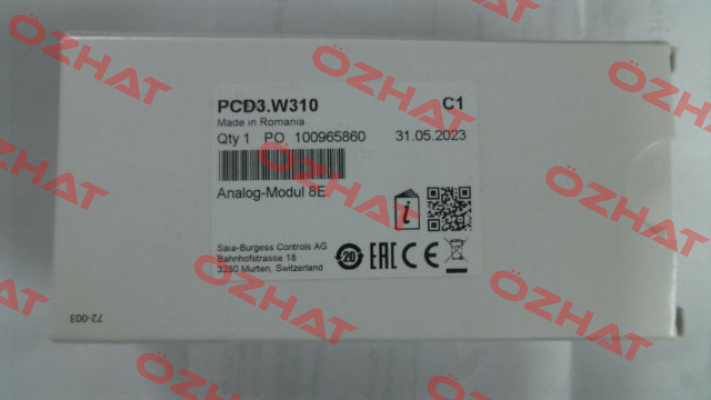 PCD3.W310 C1
Made in Romania
Qty 1 PO 100965860 31.05.2023
Analog-Modul 8E
Saia-Burgess Controls AG
Bahnhofstrasse 18
3280 Murten, Switzerland
20 EAC CE
72-003
ÖZHAT
ÖZHAT
ÖZHAT
ÖZHAT
ÖZHAT
ÖZHAT
ÖZHAT
ÖZHAT
ÖZHAT
ÖZHAT